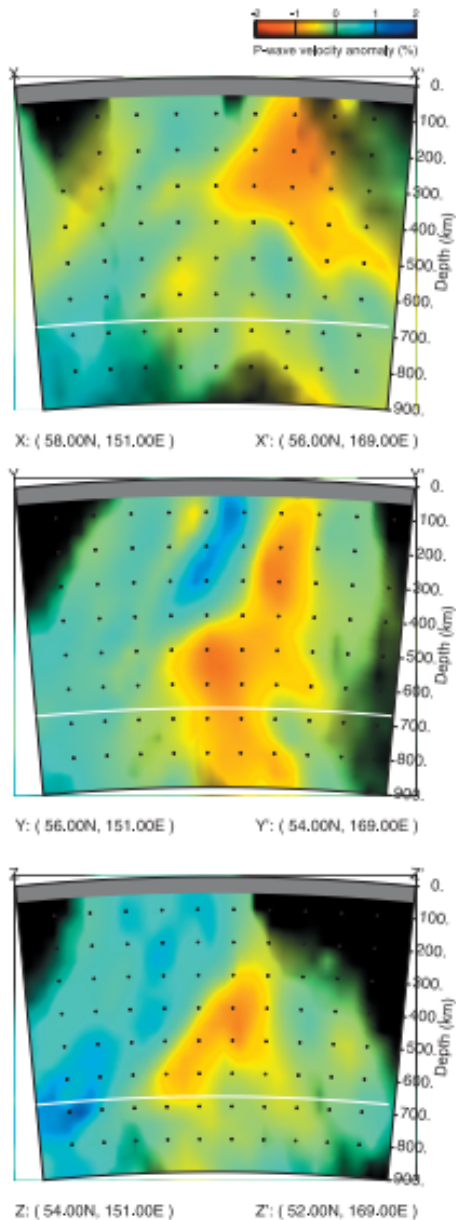 -2 -1 0 1 2
P-wave velocity anomaly (%)
X X'
0.
100.
200.
300.
400.
500.
600.
700.
800.
900.
Depth (km)
X: ( 58.00N, 151.00E ) X': ( 56.00N, 169.00E )
Y Y'
0.
100.
200.
300.
400.
500.
600.
700.
800.
900.
Depth (km)
Y: ( 56.00N, 151.00E ) Y': ( 54.00N, 169.00E )
Z Z'
0.
100.
200.
300.
400.
500.
600.
700.
800.
900.
Depth (km)
Z: ( 54.00N, 151.00E ) Z': ( 52.00N, 169.00E )